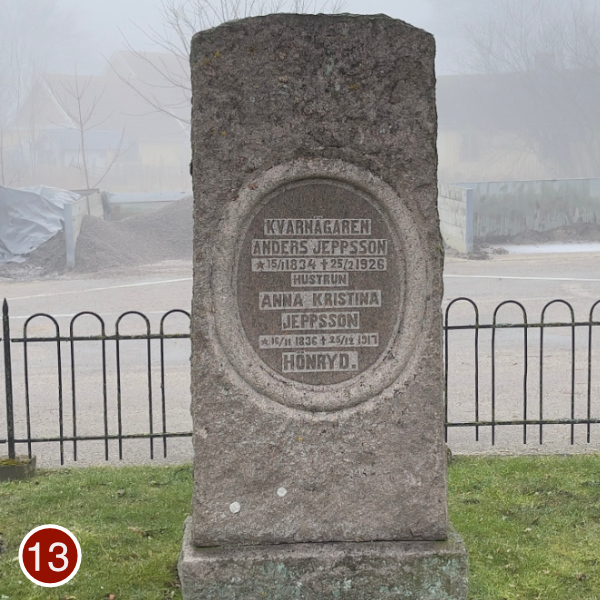 KVARNÄGAREN
ANDERS JEPPSSON
* 15/1 1834 ✝ 25/2 1926
HUSTRUN
ANNA KRISTINA
JEPPSSON
* 15/11 1836 ✝ 25/12 1917
HÖNRYD.
13